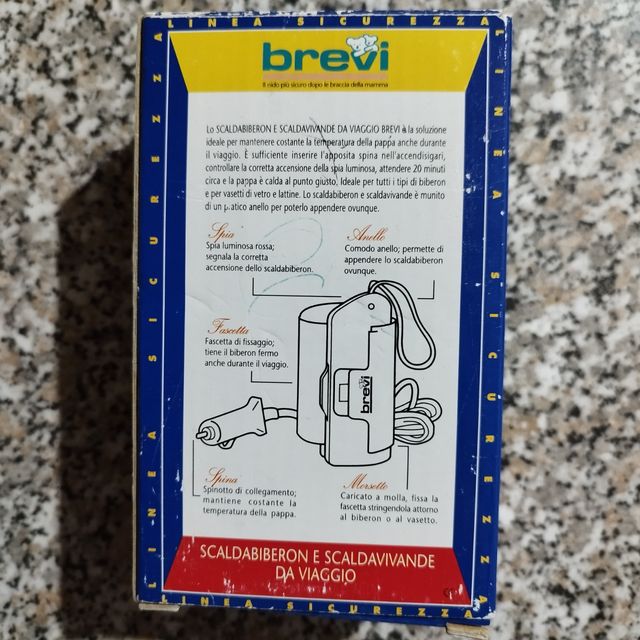 LINEA SICUREZZA
brevi
Il nido più sicuro dopo le braccia della mamma
Lo SCALDABIBERON E SCALDAVIVANDE DA VIAGGIO BREVI è la soluzione
ideale per mantenere costante la temperatura della pappa anche durante
il viaggio. È sufficiente inserire l'apposita spina nell'accendisigari,
controllare la corretta accensione della spia luminosa, attendere 20 minuti
circa e la pappa è calda al punto giusto. Ideale per tutti i tipi di biberon
e per vasetti di vetro e lattine. Lo scaldabiberon e scaldavivande è munito
di un pratico anello per poterlo appendere ovunque.
Spia
Spia luminosa rossa;
segnala la corretta
accensione dello scaldabiberon.
Anello
Comodo anello; permette di
appendere lo scaldabiberon
ovunque.
Fascetta
Fascetta di fissaggio;
tiene il biberon fermo
anche durante il viaggio.
brevi
Spina
Spinotto di collegamento;
mantiene costante la
temperatura della pappa.
Morsetto
Caricato a molla, fissa la
fascetta stringendola attorno
al biberon o al vasetto.
SCALDABIBERON E SCALDAVIVANDE
DA VIAGGIO
LINEA SICUREZZA
LINEA SICUREZZA
LINEA SICUREZZA